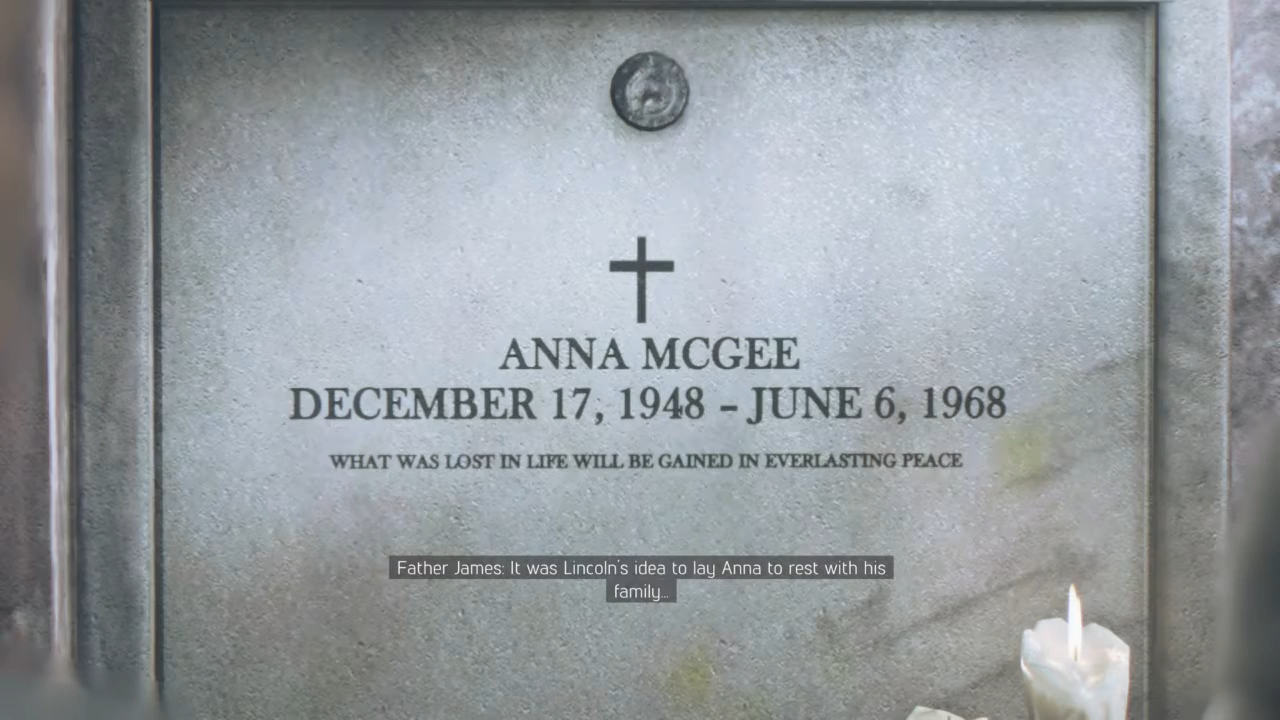 ANNA MCGEE
DECEMBER 17, 1948 – JUNE 6, 1968
WHAT WAS LOST IN LIFE WILL BE GAINED IN EVERLASTING PEACE
Father James: It was Lincoln's idea to lay Anna to rest with his
family...